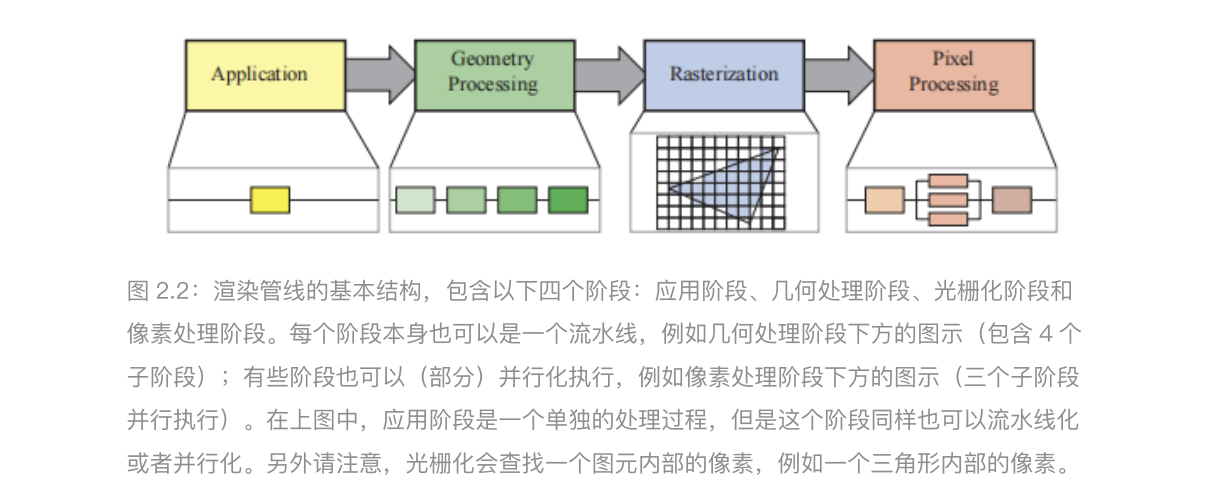 Application
Geometry
Processing
Rasterization
Pixel
Processing
图 2.2：渲染管线的基本结构，包含以下四个阶段：应用阶段、几何处理阶段、光栅化阶段和
像素处理阶段。每个阶段本身也可以是一个流水线，例如几何处理阶段下方的图示（包含 4 个
子阶段）；有些阶段也可以（部分）并行化执行，例如像素处理阶段下方的图示（三个子阶段
并行执行）。在上图中，应用阶段是一个单独的处理过程，但是这个阶段同样也可以流水线化
或者并行化。另外请注意，光栅化会查找一个图元内部的像素，例如一个三角形内部的像素。